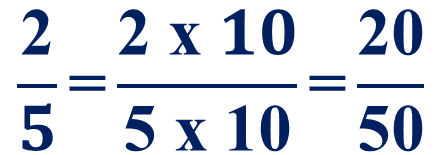 2/5 = 2 x 10/5 x 10 = 20/50